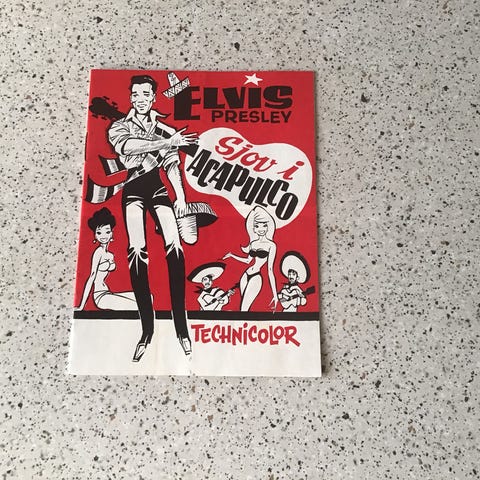 ELVIS
PRESLEY
Sjov i
ACAPULCO
TECHNICOLOR